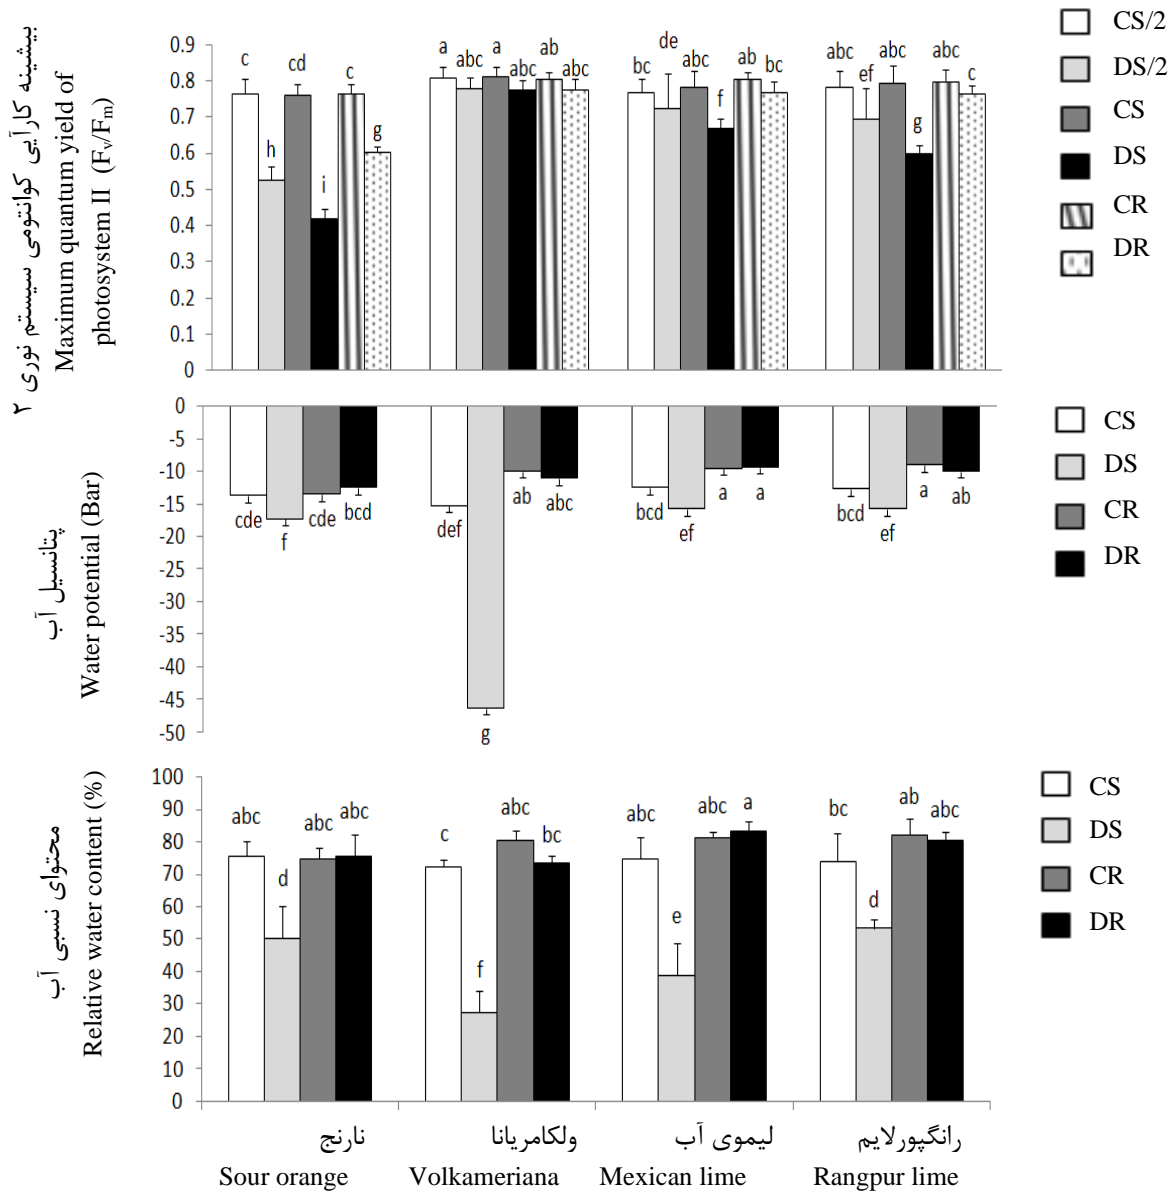 بیشینه کارآیی کوانتومی سیستم نوری ۲
Maximum quantum yield of
photosystem II (Fv/Fm)
0.9
0.8
0.7
0.6
0.5
0.4
0.3
0.2
0.1
0
c h cd i c g
a abc a abc ab abc
bc de abc f ab bc
abc ef abc g abc c
CS/2
DS/2
CS
DS
CR
DR
پتانسیل آب
Water potential (Bar)
0
-5
-10
-15
-20
-25
-30
-35
-40
-45
-50
cde f cde bcd
def g ab abc
bcd ef a a
bcd ef a ab
CS
DS
CR
DR
محتوای نسبی آب
Relative water content (%)
100
90
80
70
60
50
40
30
20
10
0
abc d abc abc
c f abc bc
abc e abc a
bc d ab abc
CS
DS
CR
DR
نارنج
ولکامریانا
لیموی آب
رانگپورلایم
Sour orange
Volkameriana
Mexican lime
Rangpur lime